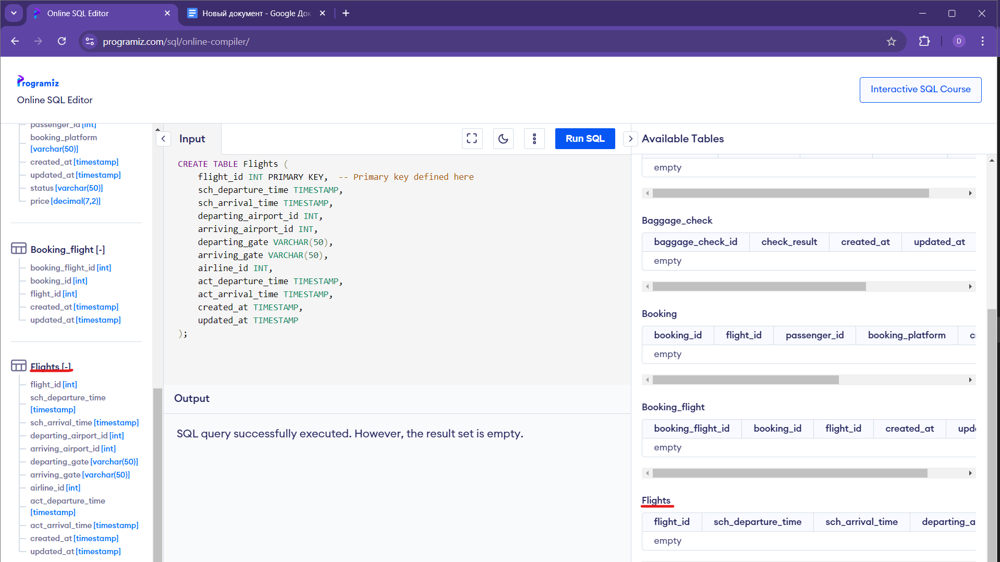 Online SQL Editor
Новый документ - Google Док
programiz.com/sql/online-compiler/
D
Programiz
Online SQL Editor
Interactive SQL Course
passenger_id [int]
booking_platform
[varchar(50)]
created_at [timestamp]
updated_at [timestamp]
status [varchar(50)]
price [decimal(7,2)]
Booking_flight [-]
booking_flight_id [int]
booking_id [int]
flight_id [int]
created_at [timestamp]
updated_at [timestamp]
Flights [-]
flight_id [int]
sch_departure_time
[timestamp]
sch_arrival_time [timestamp]
departing_airport_id [int]
arriving_airport_id [int]
departing_gate [varchar(50)]
arriving_gate [varchar(50)]
airline_id [int]
act_departure_time
[timestamp]
act_arrival_time [timestamp]
created_at [timestamp]
updated_at [timestamp]
Input
Run SQL
CREATE TABLE Flights (
flight_id INT PRIMARY KEY, -- Primary key defined here
sch_departure_time TIMESTAMP,
sch_arrival_time TIMESTAMP,
departing_airport_id INT,
arriving_airport_id INT,
departing_gate VARCHAR(50),
arriving_gate VARCHAR(50),
airline_id INT,
act_departure_time TIMESTAMP,
act_arrival_time TIMESTAMP,
created_at TIMESTAMP,
updated_at TIMESTAMP
);
Output
SQL query successfully executed. However, the result set is empty.
Available Tables
empty
Baggage_check
baggage_check_id check_result created_at updated_at
empty
Booking
booking_id flight_id passenger_id booking_platform c
empty
Booking_flight
booking_flight_id booking_id flight_id created_at upd
empty
Flights
flight_id sch_departure_time sch_arrival_time departing_a
empty